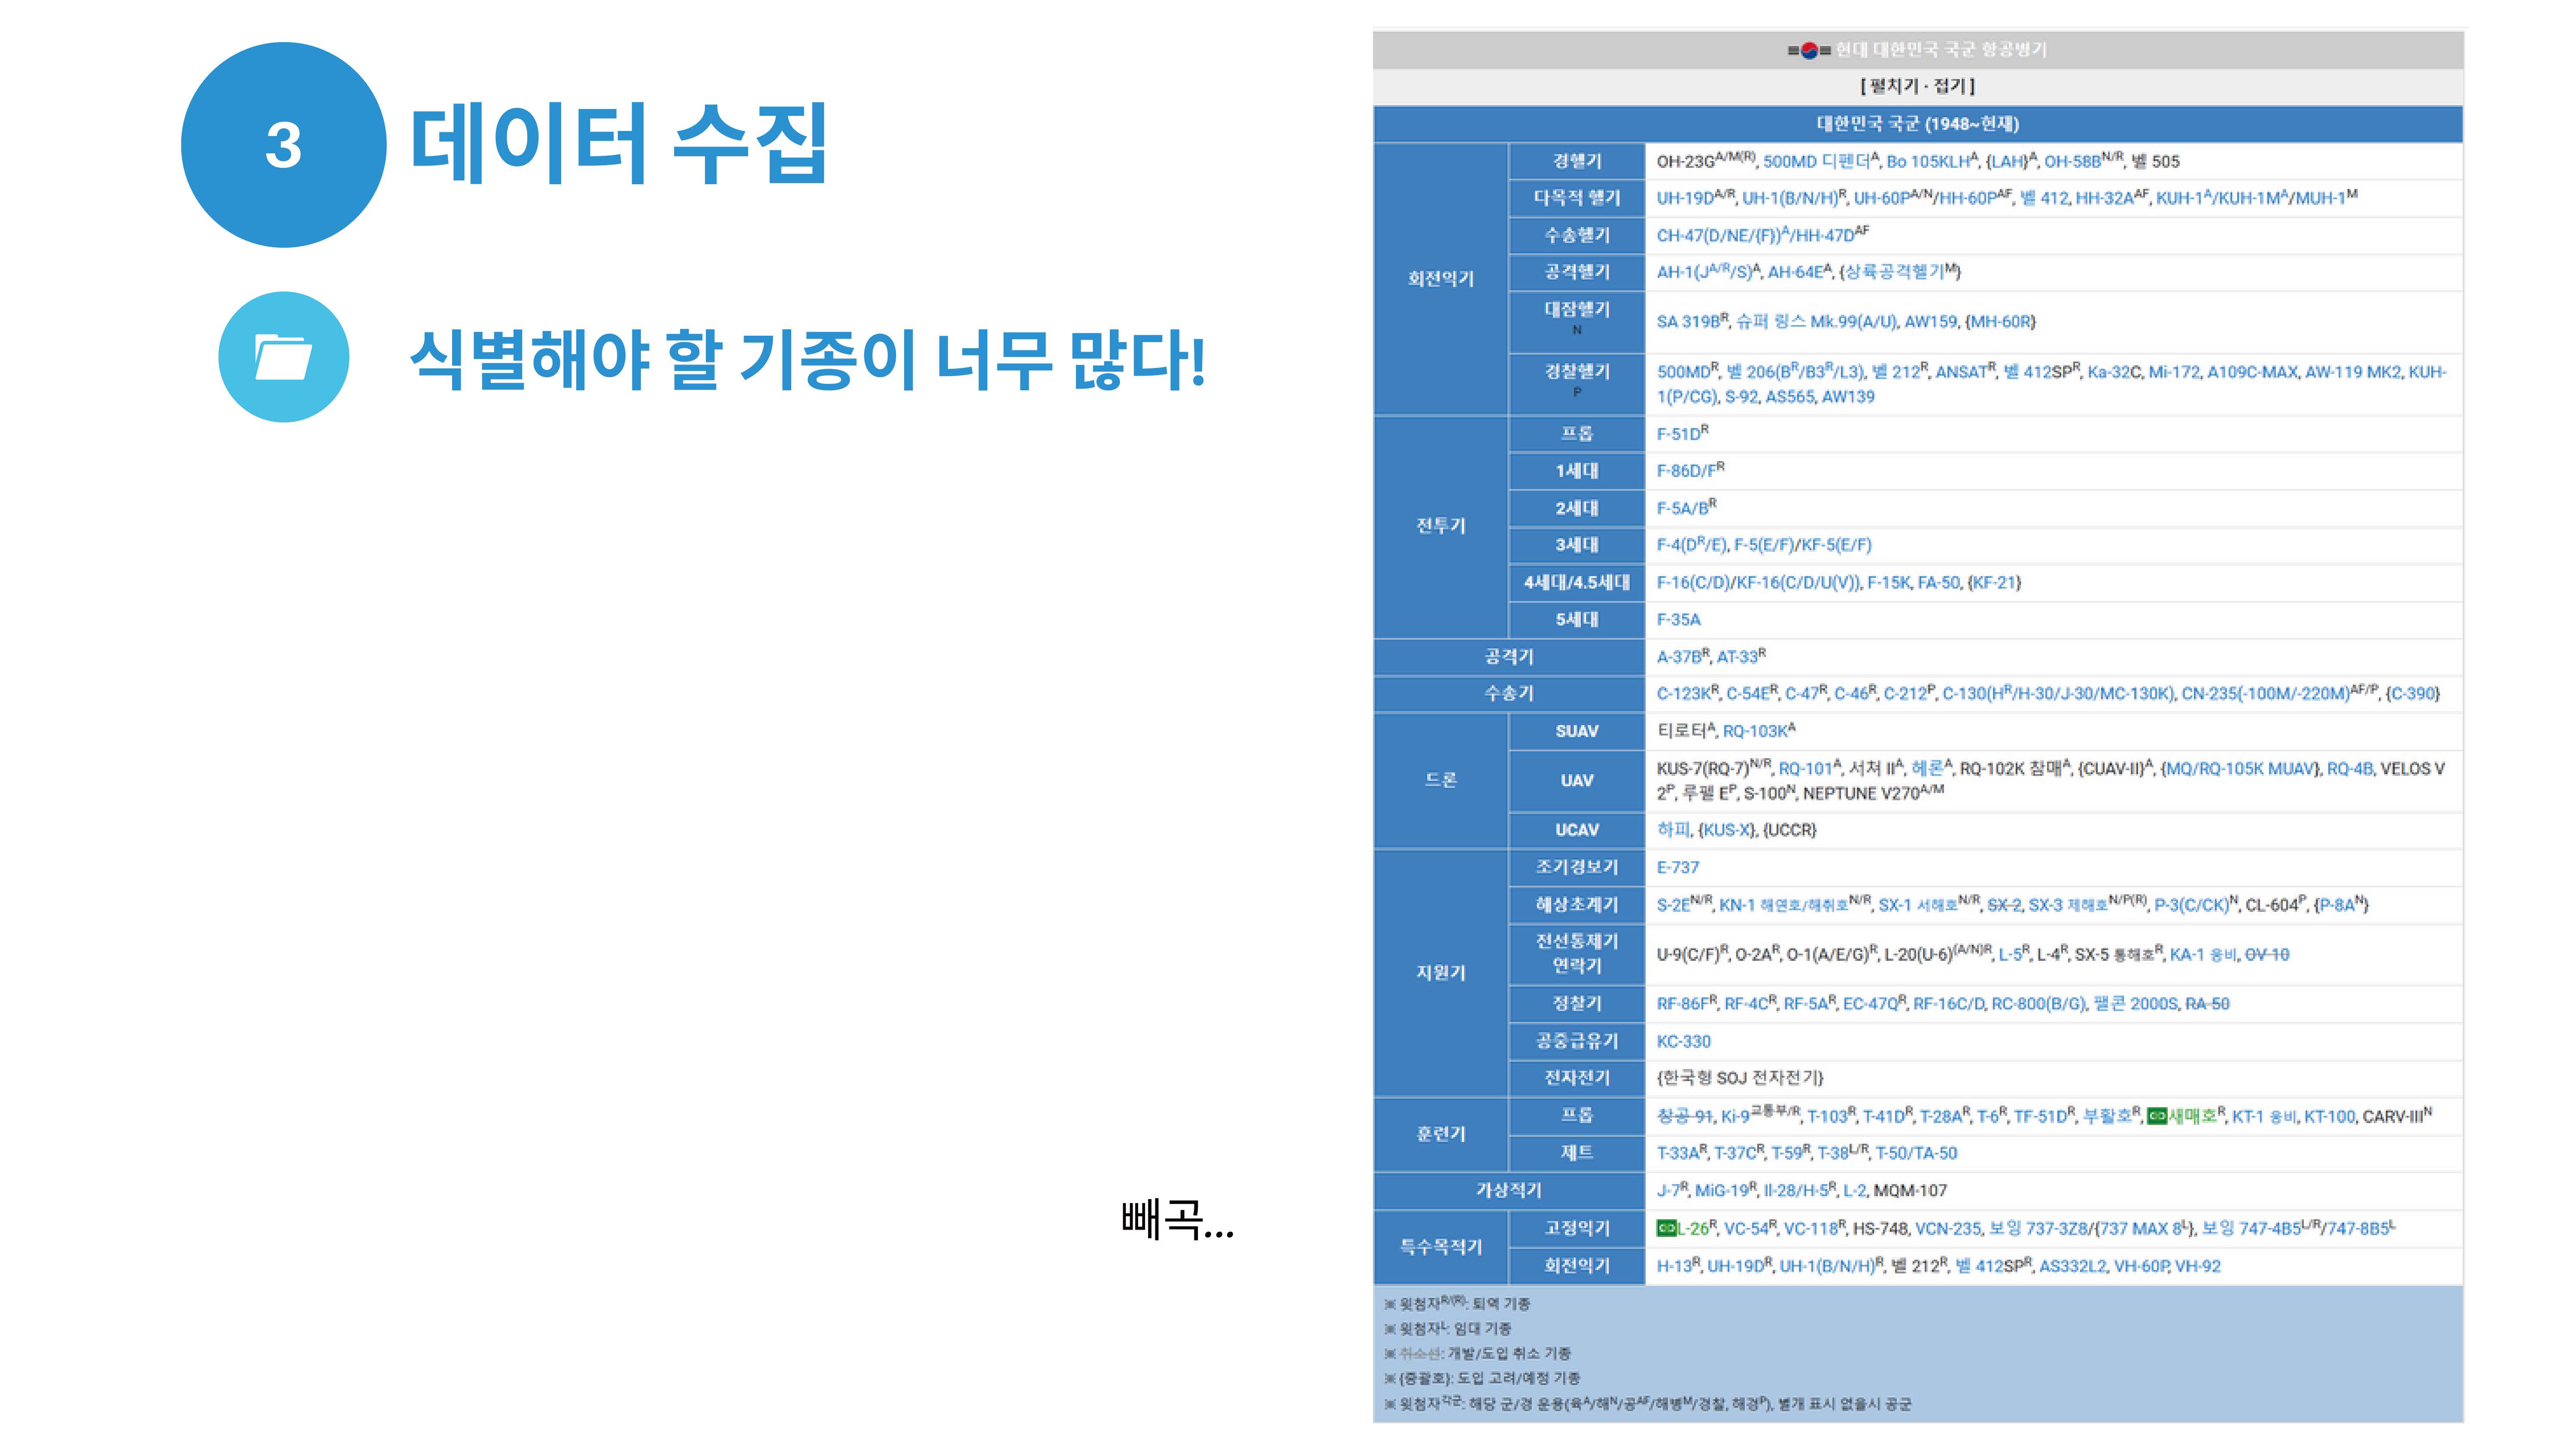 3
데이터 수집
식별해야 할 기종이 너무 많다!
빼곡...
현대 대한민국 국군 항공병기
[ 펼치기 · 접기 ]
대한민국 국군 (1948~현재)
회전익기
경헬기
OH-23G^A/M(R), 500MD 디펜더^A, Bo 105KLH^A, {LAH}^A, OH-58B^N/R, 벨 505
다목적 헬기
UH-19D^A/R, UH-1(B/N/H)^R, UH-60P^A/N/HH-60P^AF, 벨 412, HH-32A^AF, KUH-1^A/KUH-1M^A/MUH-1^M
수송헬기
CH-47(D/NE/{F})^A/HH-47D^AF
공격헬기
AH-1(J^A/R/S)^A, AH-64E^A, {상륙공격헬기^M}
대잠헬기
N
SA 319B^R, 슈퍼 링스 Mk.99(A/U), AW159, {MH-60R}
경찰헬기
P
500MD^R, 벨 206(B^R/B3^R/L3), 벨 212^R, ANSAT^R, 벨 412SP^R, Ka-32C, Mi-172, A109C-MAX, AW-119 MK2, KUH-
1(P/CG), S-92, AS565, AW139
전투기
프롭
F-51D^R
1세대
F-86D/F^R
2세대
F-5A/B^R
3세대
F-4(D^R/E), F-5(E/F)/KF-5(E/F)
4세대/4.5세대
F-16(C/D)/KF-16(C/D/U(V)), F-15K, FA-50, {KF-21}
5세대
F-35A
공격기
A-37B^R, AT-33^R
수송기
C-123K^R, C-54E^R, C-47^R, C-46^R, C-212^P, C-130(H^R/H-30/J-30/MC-130K), CN-235(-100M/-220M)^AF/P, {C-390}
드론
SUAV
티로터^A, RQ-103K^A
UAV
KUS-7(RQ-7)^N/R, RQ-101^A, 서쳐 II^A, 헤론^A, RQ-102K 참매^A, {CUAV-II}^A, {MQ/RQ-105K MUAV}, RQ-4B, VELOS V
2^P, 루펠 E^P, S-100^N, NEPTUNE V270^A/M
UCAV
하피, {KUS-X}, {UCCR}
지원기
조기경보기
E-737
해상초계기
S-2E^N/R, KN-1 해연호/해취호^N/R, SX-1 서해호^N/R, SX-2, SX-3 제해호^N/P(R), P-3(C/CK)^N, CL-604^P, {P-8A^N}
전선통제기
연락기
U-9(C/F)^R, O-2A^R, O-1(A/E/G)^R, L-20(U-6)^(A/N)R, L-5^R, L-4^R, SX-5 통해호^R, KA-1 웅비, OV-10
정찰기
RF-86F^R, RF-4C^R, RF-5A^R, EC-47Q^R, RF-16C/D, RC-800(B/G), 팰콘 2000S, RA-50
공중급유기
KC-330
전자전기
{한국형 SOJ 전자전기}
훈련기
프롭
창공-91, Ki-9^교통부/R, T-103^R, T-41D^R, T-28A^R, T-6^R, TF-51D^R, 부활호^R, 새매호^R, KT-1 웅비, KT-100, CARV-III^N
제트
T-33A^R, T-37C^R, T-59^R, T-38^L/R, T-50/TA-50
가상적기
J-7^R, MiG-19^R, Il-28/H-5^R, L-2, MQM-107
특수목적기
고정익기
L-26^R, VC-54^R, VC-118^R, HS-748, VCN-235, 보잉 737-3Z8/{737 MAX 8^L}, 보잉 747-4B5^L/R/747-8B5^L
회전익기
H-13^R, UH-19D^R, UH-1(B/N/H)^R, 벨 212^R, 벨 412SP^R, AS332L2, VH-60P, VH-92
※ 윗첨자^R/(R): 퇴역 기종
※ 윗첨자^L: 임대 기종
※ 취소선: 개발/도입 취소 기종
※ {중괄호}: 도입 고려/예정 기종
※ 윗첨자^각군: 해당 군/경 운용(육^A/해^N/공^AF/해병^M/경찰, 해경^P), 별개 표시 없을시 공군